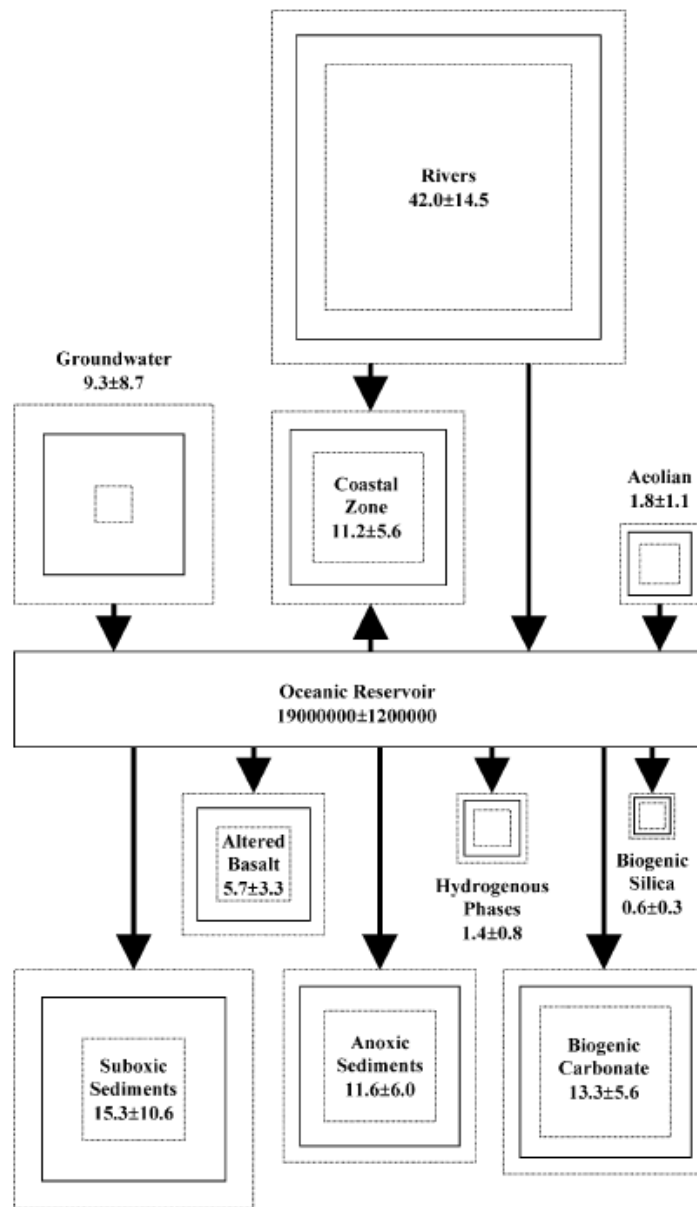 Rivers
42.0±14.5
Groundwater
9.3±8.7
Coastal
Zone
11.2±5.6
Aeolian
1.8±1.1
Oceanic Reservoir
19000000±1200000
Altered
Basalt
5.7±3.3
Hydrogenous
Phases
1.4±0.8
Biogenic
Silica
0.6±0.3
Suboxic
Sediments
15.3±10.6
Anoxic
Sediments
11.6±6.0
Biogenic
Carbonate
13.3±5.6